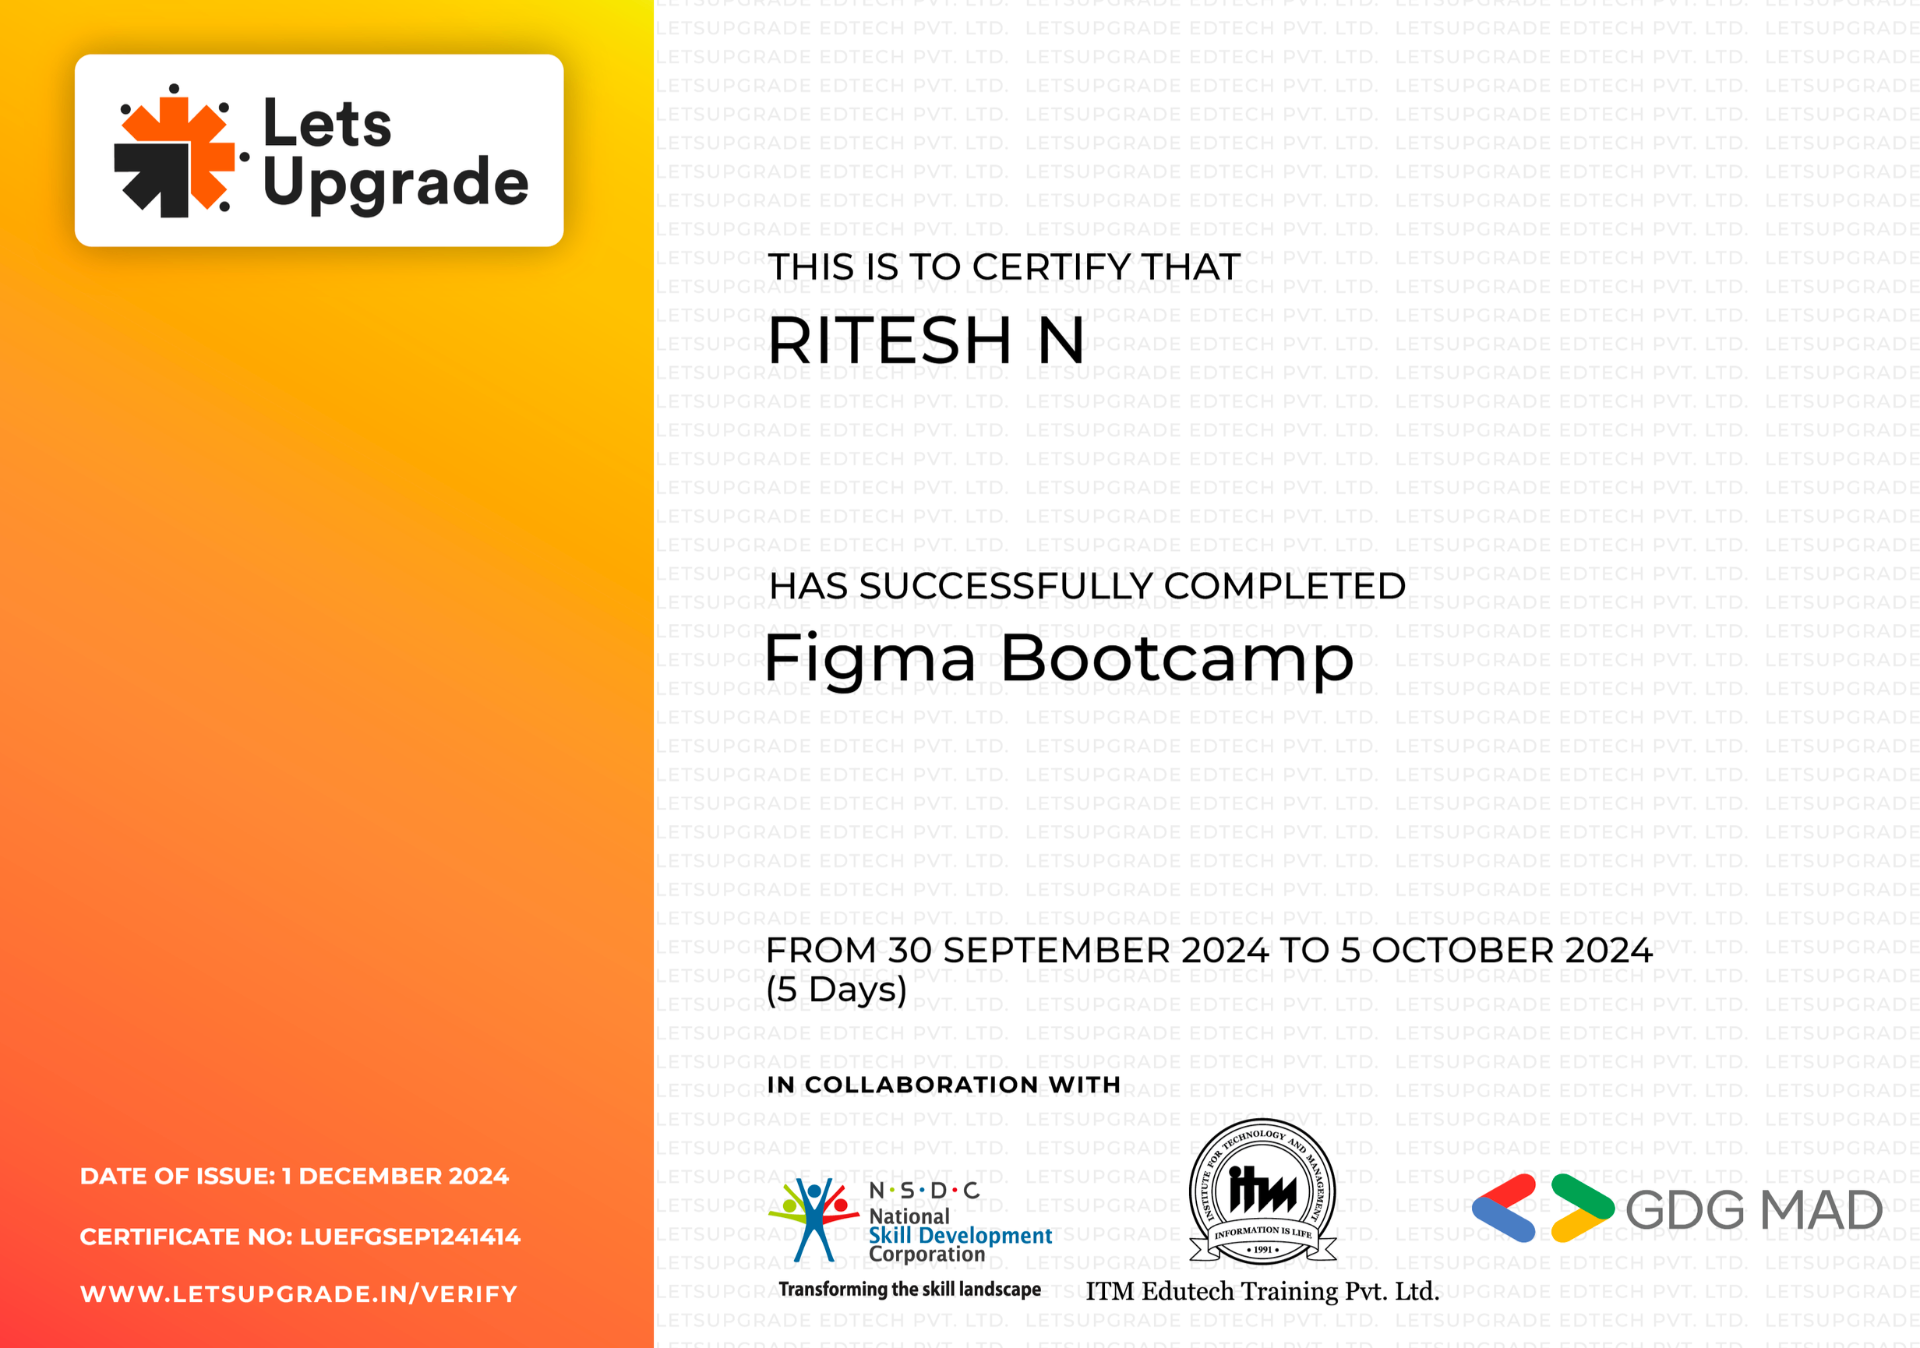 Lets
Upgrade
THIS IS TO CERTIFY THAT
RITESH N
HAS SUCCESSFULLY COMPLETED
Figma Bootcamp
FROM 30 SEPTEMBER 2024 TO 5 OCTOBER 2024
(5 Days)
IN COLLABORATION WITH
N·S·D·C
National
Skill Development
Corporation
Transforming the skill landscape
INSTITUTE FOR TECHNOLOGY AND MANAGEMENT
itm
INFORMATION IS LIFE
• 1991 •
ITM Edutech Training Pvt. Ltd.
GDG MAD
DATE OF ISSUE: 1 DECEMBER 2024
CERTIFICATE NO: LUEFGSEP1241414
WWW.LETSUPGRADE.IN/VERIFY
LETSUPGRADE EDTECH PVT. LTD.